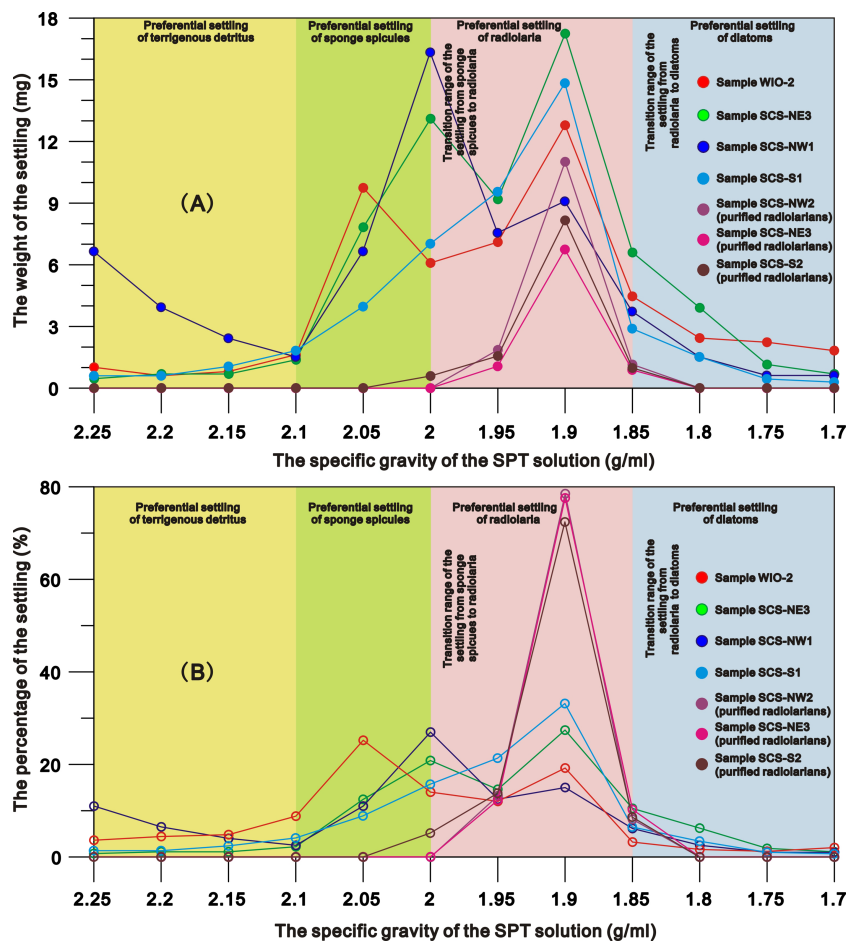 Preferential settling
of terrigenous detritus
Preferential settling
of sponge spicules
Preferential settling
of radiolaria
Preferential settling
of diatoms
Transition range of the
settling from sponge
spicues to radiolaria
Transition range of the
settling from
radiolaria to diatoms
The weight of the settling (mg)
18
15
12
9
6
3
0
(A)
Sample WIO-2
Sample SCS-NE3
Sample SCS-NW1
Sample SCS-S1
Sample SCS-NW2
(purified radiolarians)
Sample SCS-NE3
(purified radiolarians)
Sample SCS-S2
(purified radiolarians)
2.25 2.2 2.15 2.1 2.05 2 1.95 1.9 1.85 1.8 1.75 1.7
The specific gravity of the SPT solution (g/ml)
Preferential settling
of terrigenous detritus
Preferential settling
of sponge spicules
Preferential settling
of radiolaria
Preferential settling
of diatoms
Transition range of the
settling from sponge
spicues to radiolaria
Transition range of the
settling from
radiolaria to diatoms
The percentage of the settling (%)
80
60
40
20
0
(B)
Sample WIO-2
Sample SCS-NE3
Sample SCS-NW1
Sample SCS-S1
Sample SCS-NW2
(purified radiolarians)
Sample SCS-NE3
(purified radiolarians)
Sample SCS-S2
(purified radiolarians)
2.25 2.2 2.15 2.1 2.05 2 1.95 1.9 1.85 1.8 1.75 1.7
The specific gravity of the SPT solution (g/ml)